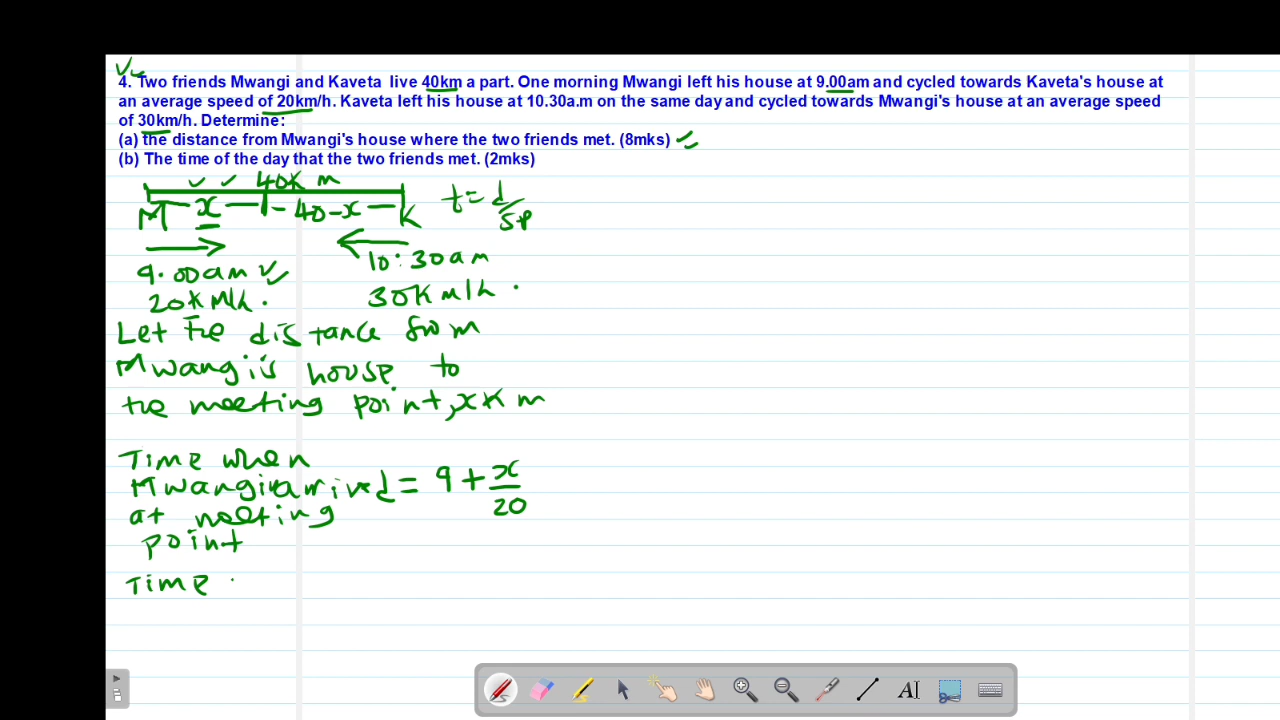 4. Two friends Mwangi and Kaveta live 40km a part. One morning Mwangi left his house at 9.00am and cycled towards Kaveta's house at
an average speed of 20km/h. Kaveta left his house at 10.30a.m on the same day and cycled towards Mwangi's house at an average speed
of 30km/h. Determine:
(a) the distance from Mwangi's house where the two friends met. (8mks)
(b) The time of the day that the two friends met. (2mks)
40K m
M x 40-x K t = d/sp
9.00am 10:30am
20KM/h. 30Km/h.
Let the distance from
Mwangi's house to
the meeting point, x Km
Time when
Mwangi arrived = 9 + x/20
at meeting
point
Time